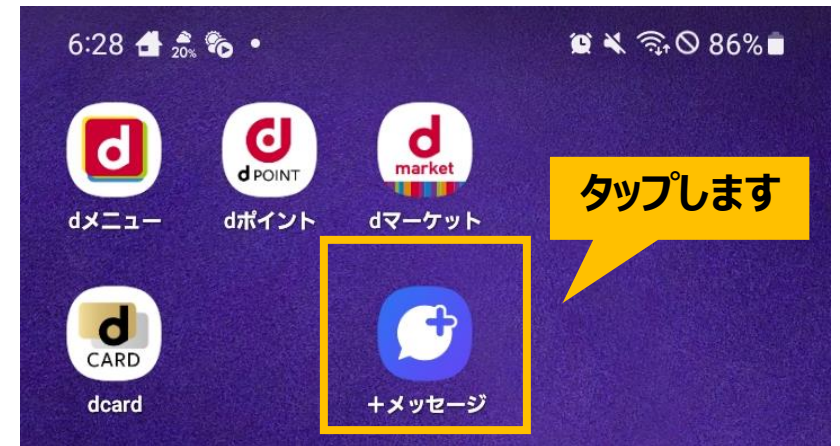 6:28 20% 86%
d d d
POINT market
タップします
dメニュー dポイント dマーケット
d
CARD
dcard +メッセージ